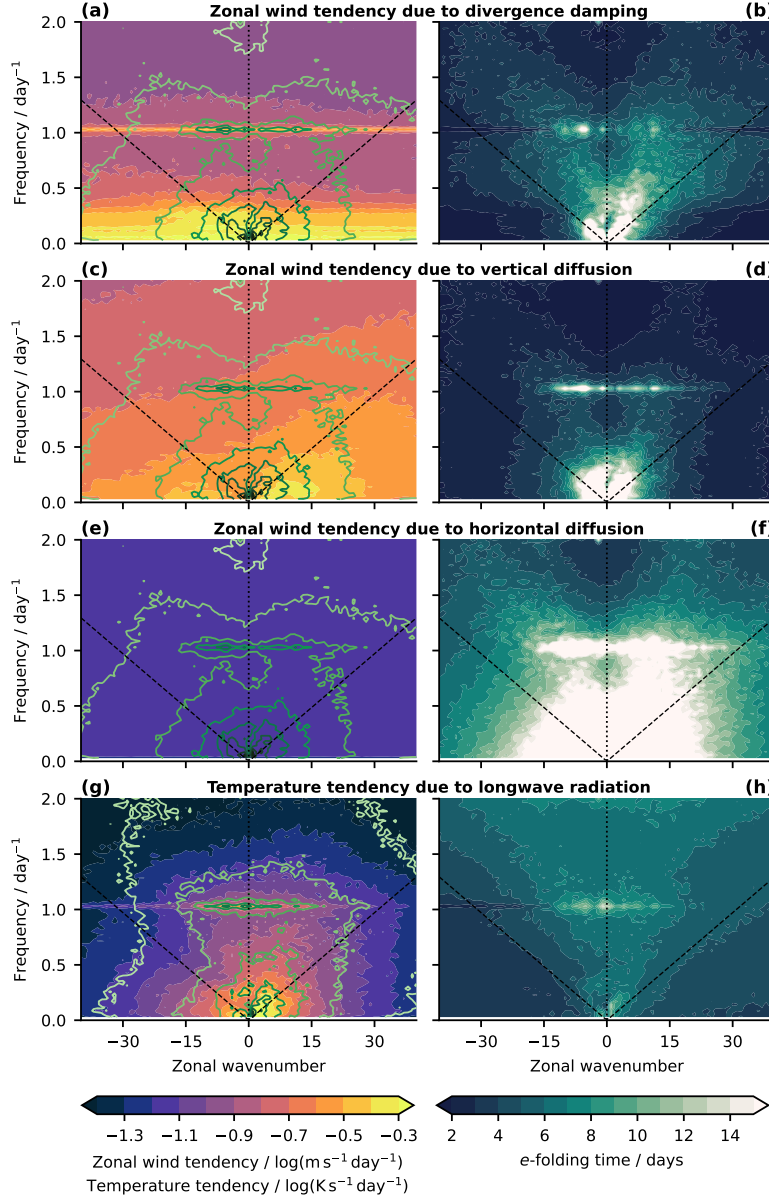 (a) Zonal wind tendency due to divergence damping (b)
2.0
1.5
1.0
0.5
0.0
Frequency / day⁻¹
(c) Zonal wind tendency due to vertical diffusion (d)
2.0
1.5
1.0
0.5
0.0
Frequency / day⁻¹
(e) Zonal wind tendency due to horizontal diffusion (f)
2.0
1.5
1.0
0.5
0.0
Frequency / day⁻¹
(g) Temperature tendency due to longwave radiation (h)
2.0
1.5
1.0
0.5
0.0
Frequency / day⁻¹
−30 −15 0 15 30 −30 −15 0 15 30
Zonal wavenumber Zonal wavenumber
−1.3 −1.1 −0.9 −0.7 −0.5 −0.3 2 4 6 8 10 12 14
Zonal wind tendency / log(m s⁻¹ day⁻¹) e-folding time / days
Temperature tendency / log(K s⁻¹ day⁻¹)